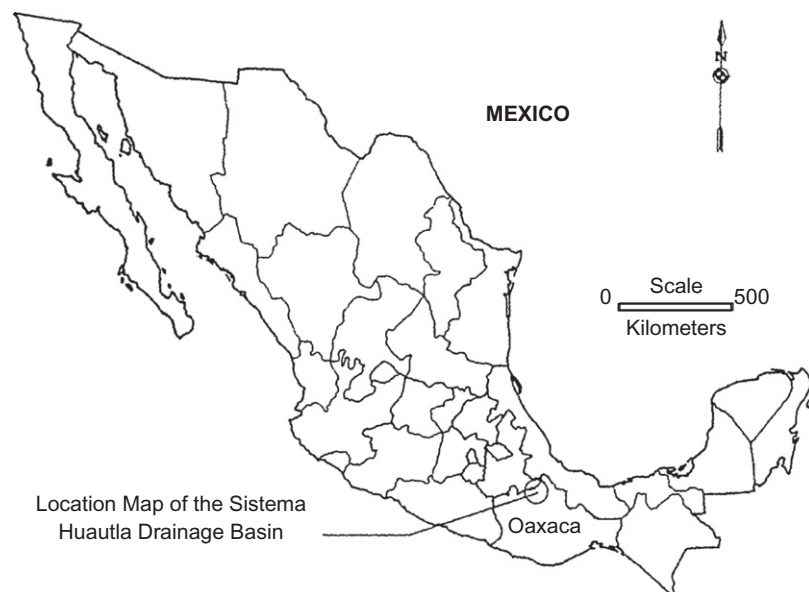 N
MEXICO
Scale
0 500
Kilometers
Location Map of the Sistema
Huautla Drainage Basin
Oaxaca